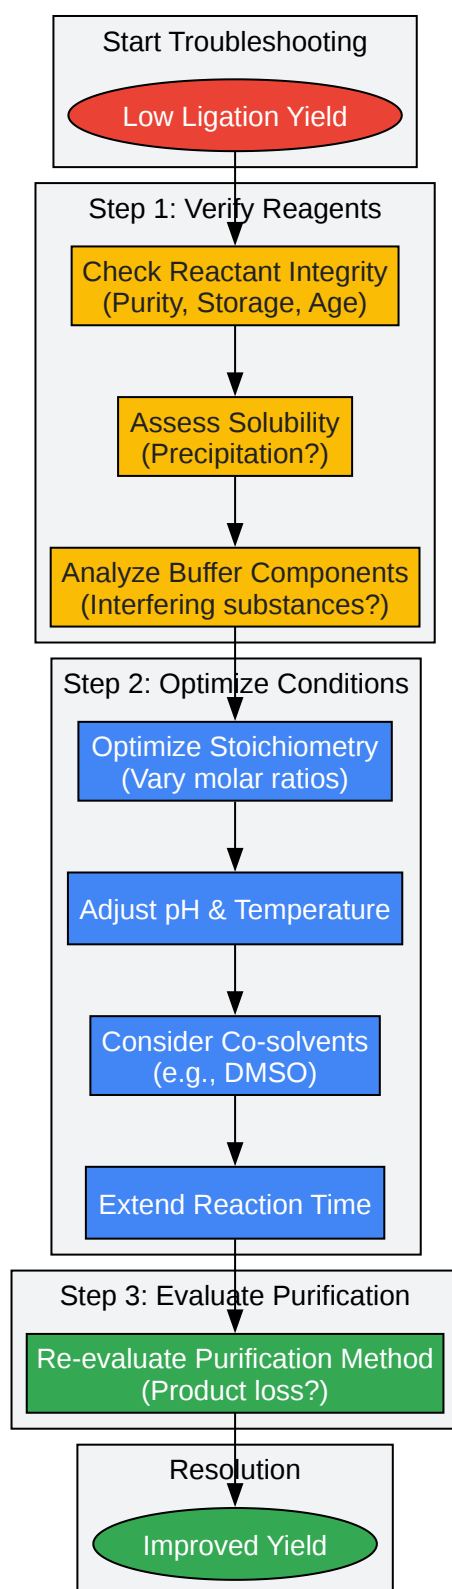 Start Troubleshooting
Low Ligation Yield
Step 1: Verify Reagents
Check Reactant Integrity
(Purity, Storage, Age)
Assess Solubility
(Precipitation?)
Analyze Buffer Components
(Interfering substances?)
Step 2: Optimize Conditions
Optimize Stoichiometry
(Vary molar ratios)
Adjust pH & Temperature
Consider Co-solvents
(e.g., DMSO)
Extend Reaction Time
Step 3: Evaluate Purification
Re-evaluate Purification Method
(Product loss?)
Resolution
Improved Yield